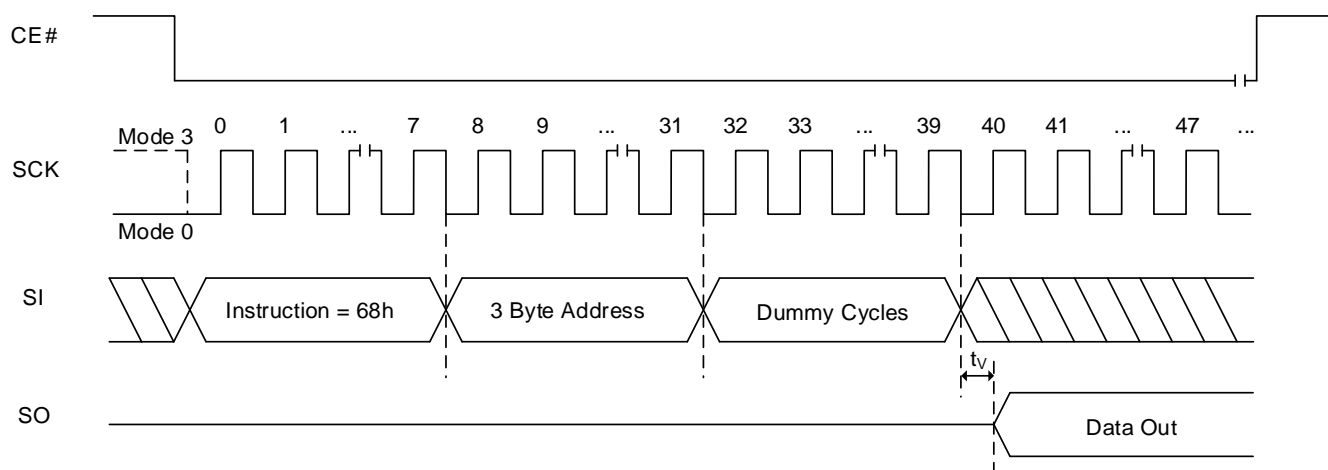 CE#
0 1 ... 7 8 9 ... 31 32 33 ... 39 40 41 ... 47 ...
Mode 3
SCK
Mode 0
SI
Instruction = 68h
3 Byte Address
Dummy Cycles
tV
SO
Data Out